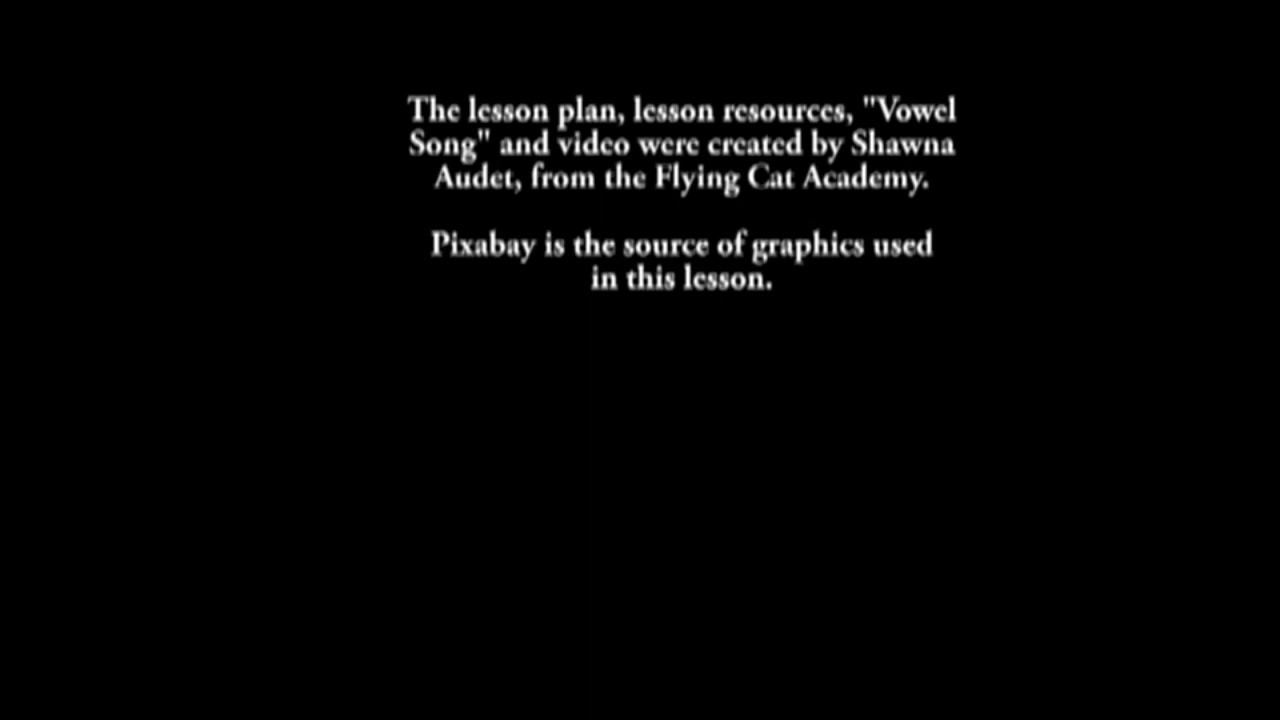 The lesson plan, lesson resources, "Vowel
Song" and video were created by Shawna
Audet, from the Flying Cat Academy.
Pixabay is the source of graphics used
in this lesson.